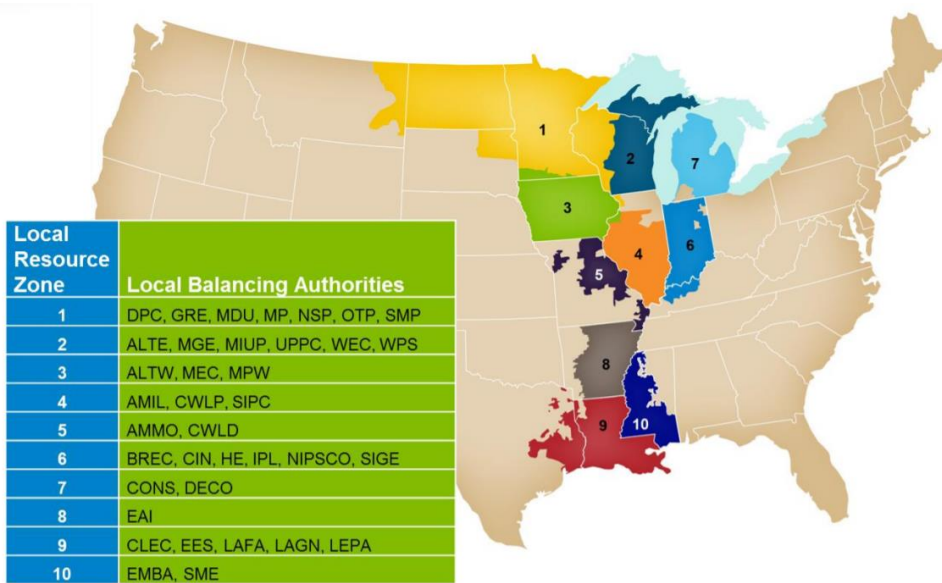 1
2
7
3
6
4
5
8
9
10
Local
Resource
Zone
Local Balancing Authorities
1 DPC, GRE, MDU, MP, NSP, OTP, SMP
2 ALTE, MGE, MIUP, UPPC, WEC, WPS
3 ALTW, MEC, MPW
4 AMIL, CWLP, SIPC
5 AMMO, CWLD
6 BREC, CIN, HE, IPL, NIPSCO, SIGE
7 CONS, DECO
8 EAI
9 CLEC, EES, LAFA, LAGN, LEPA
10 EMBA, SME